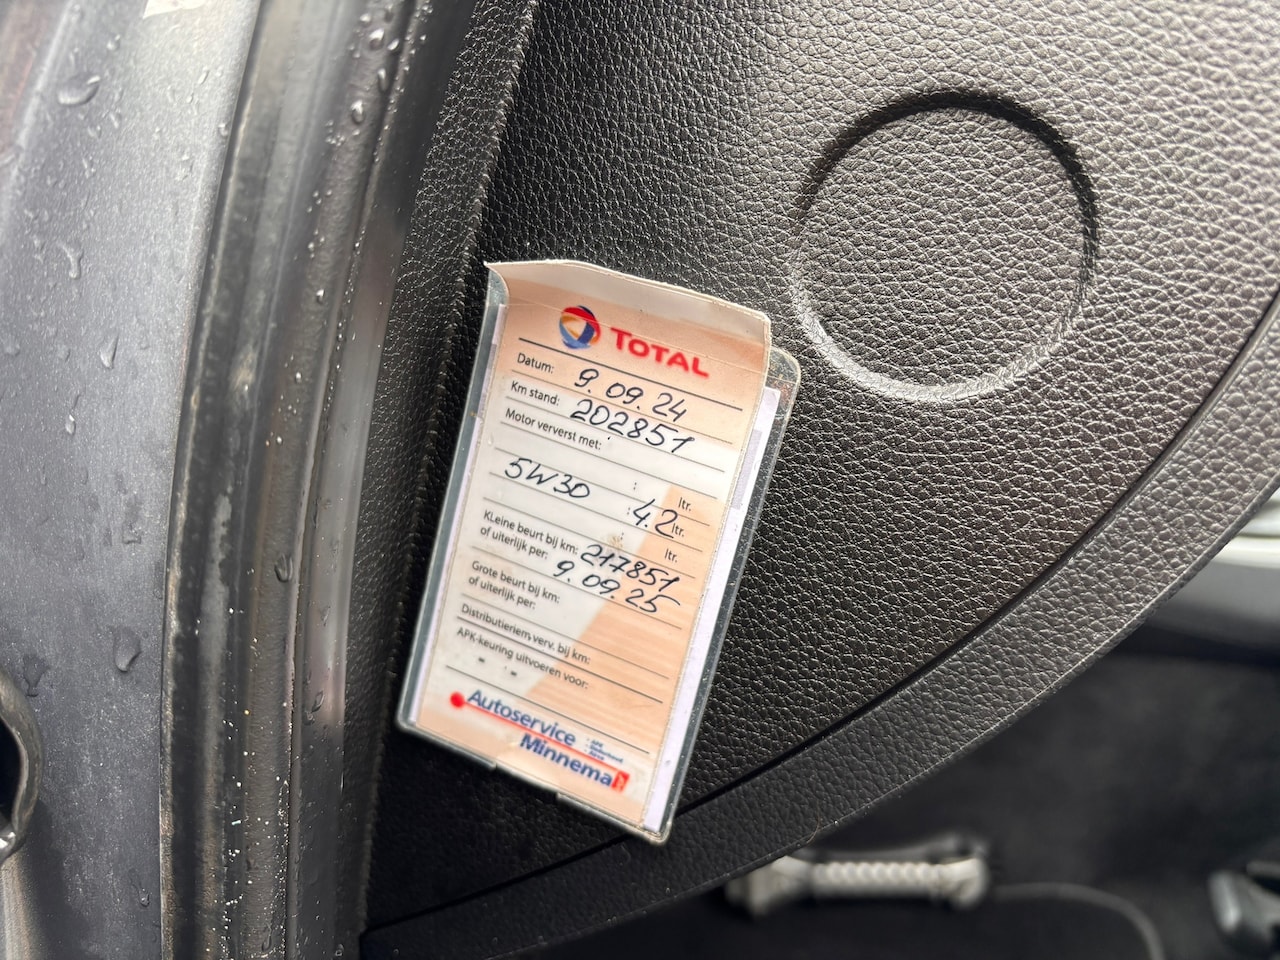 TOTAL
Datum: 9.09.24
Km stand: 202851
Motor ververst met:
: ltr.
5W30 : 4.2 ltr.
: ltr.
KLeine beurt bij km: 217851
of uiterlijk per: 9.09.25
Grote beurt bij km:
of uiterlijk per:
Distributieriem verv. bij km:
APK-keuring uitvoeren voor:
- -
Autoservice
Minnema